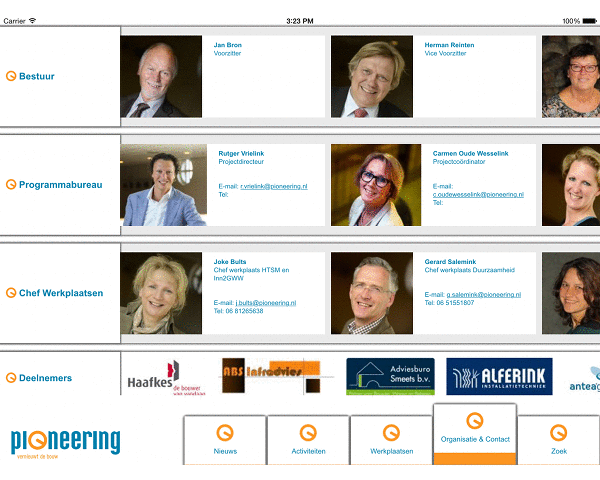 Carrier
3:23 PM
100%
Bestuur
Jan Bron
Voorzitter
Herman Reinten
Vice Voorzitter
Programmabureau
Rutger Vrielink
Projectdirecteur
E-mail: r.vrielink@pioneering.nl
Tel:
Carmen Oude Wesselink
Projectcoördinator
E-mail:
c.oudewesselink@pioneering.nl
Tel:
Chef Werkplaatsen
Joke Bults
Chef werkplaats HTSM en
Inn2GWW
E-mail: j.bults@pioneering.nl
Tel: 06 81265638
Gerard Salemink
Chef werkplaats Duurzaamheid
E-mail: g.salemink@pioneering.nl
Tel: 06 51551807
Deelnemers
Haafkes
de bouwer
van vandaag
ABS Infradvies
Adviesburo
Smeets b.v.
ALFERINK
INSTALLATIETECHNIEK
antea
pioneering
vernieuwt de bouw
Nieuws
Activiteiten
Werkplaatsen
Organisatie & Contact
Zoek